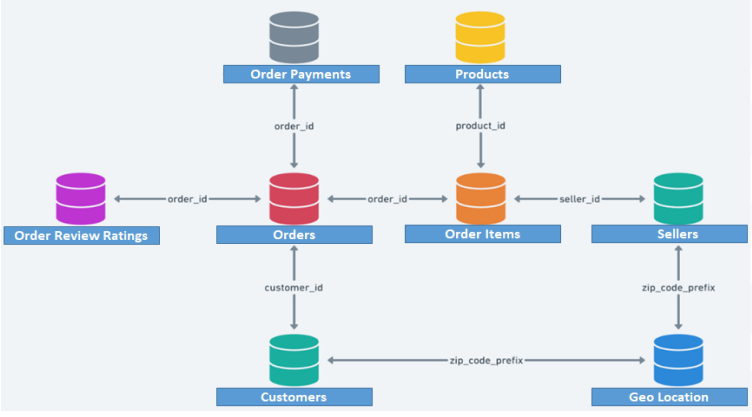 Order Payments
Products
order_id
product_id
order_id
order_id
seller_id
Order Review Ratings
Orders
Order Items
Sellers
customer_id
zip_code_prefix
zip_code_prefix
Customers
Geo Location